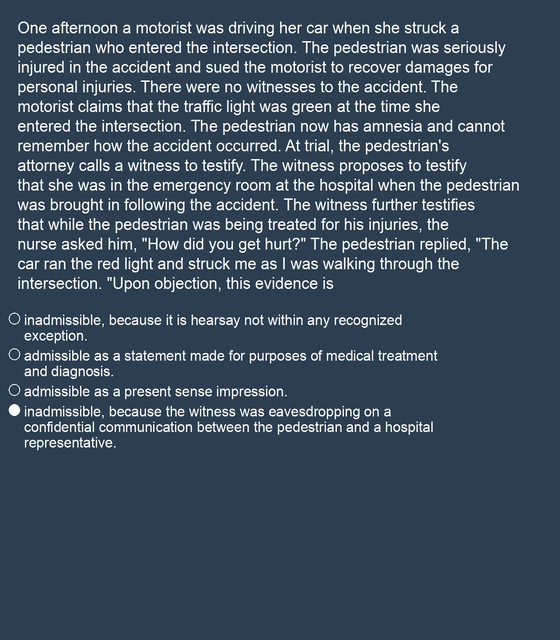 One afternoon a motorist was driving her car when she struck a
pedestrian who entered the intersection. The pedestrian was seriously
injured in the accident and sued the motorist to recover damages for
personal injuries. There were no witnesses to the accident. The
motorist claims that the traffic light was green at the time she
entered the intersection. The pedestrian now has amnesia and cannot
remember how the accident occurred. At trial, the pedestrian's
attorney calls a witness to testify. The witness proposes to testify
that she was in the emergency room at the hospital when the pedestrian
was brought in following the accident. The witness further testifies
that while the pedestrian was being treated for his injuries, the
nurse asked him, "How did you get hurt?" The pedestrian replied, "The
car ran the red light and struck me as I was walking through the
intersection. "Upon objection, this evidence is
inadmissible, because it is hearsay not within any recognized
exception.
admissible as a statement made for purposes of medical treatment
and diagnosis.
admissible as a present sense impression.
inadmissible, because the witness was eavesdropping on a
confidential communication between the pedestrian and a hospital
representative.